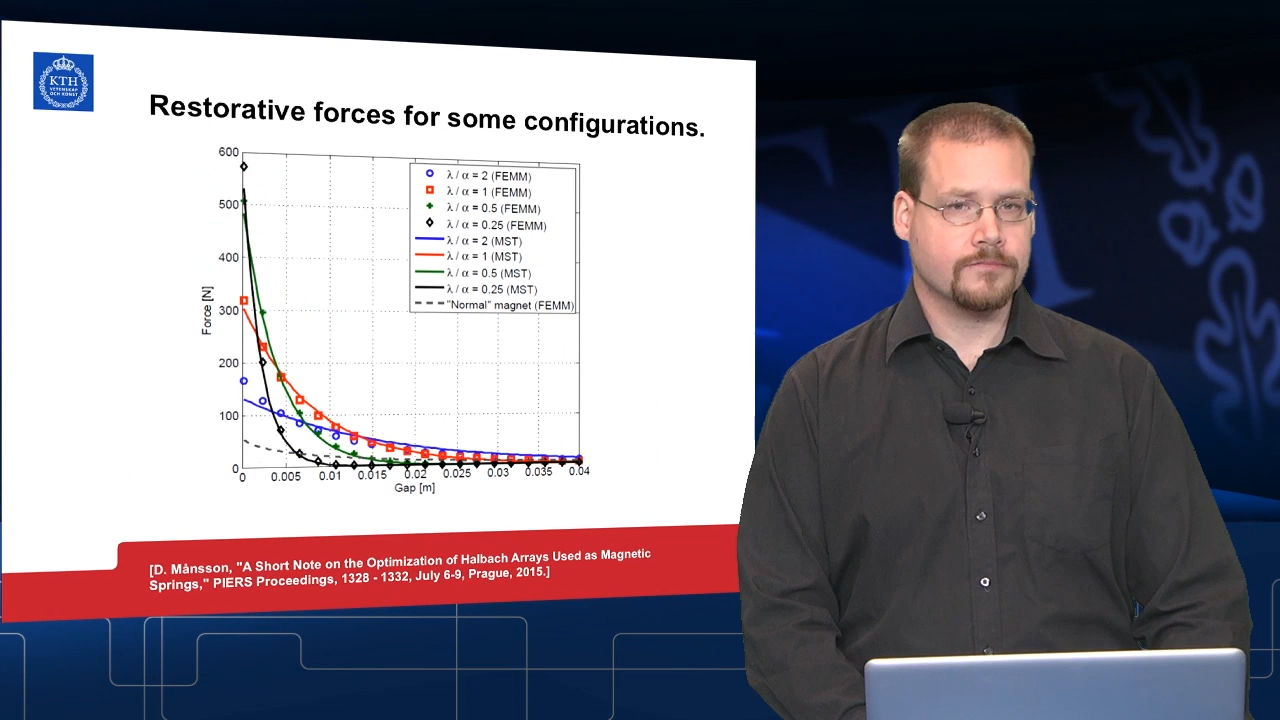 KTH
VETENSKAP
OCH KONST
Restorative forces for some configurations.
600
500
400
300
200
100
0
Force [N]
λ / α = 2 (FEMM)
λ / α = 1 (FEMM)
λ / α = 0.5 (FEMM)
λ / α = 0.25 (FEMM)
λ / α = 2 (MST)
λ / α = 1 (MST)
λ / α = 0.5 (MST)
λ / α = 0.25 (MST)
"Normal" magnet (FEMM)
0 0.005 0.01 0.015 0.02 0.025 0.03 0.035 0.04
Gap [m]
[D. Månsson, "A Short Note on the Optimization of Halbach Arrays Used as Magnetic
Springs," PIERS Proceedings, 1328 - 1332, July 6-9, Prague, 2015.]